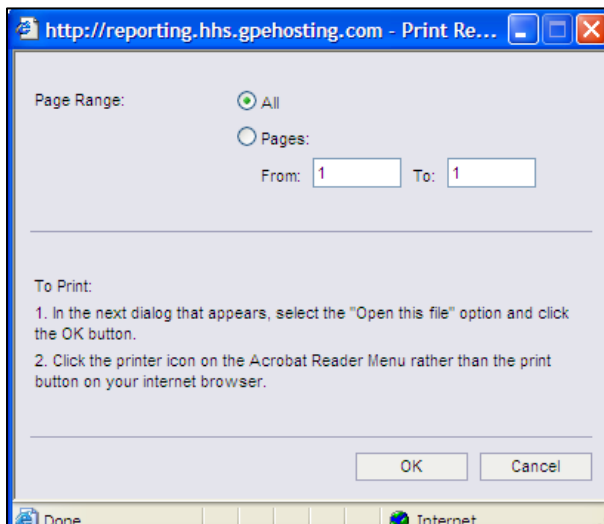 http://reporting.hhs.gpehosting.com - Print Re...
Page Range:
All
Pages:
From: 1 To: 1
To Print:
1. In the next dialog that appears, select the "Open this file" option and click
the OK button.
2. Click the printer icon on the Acrobat Reader Menu rather than the print
button on your internet browser.
OK Cancel
Done Internet